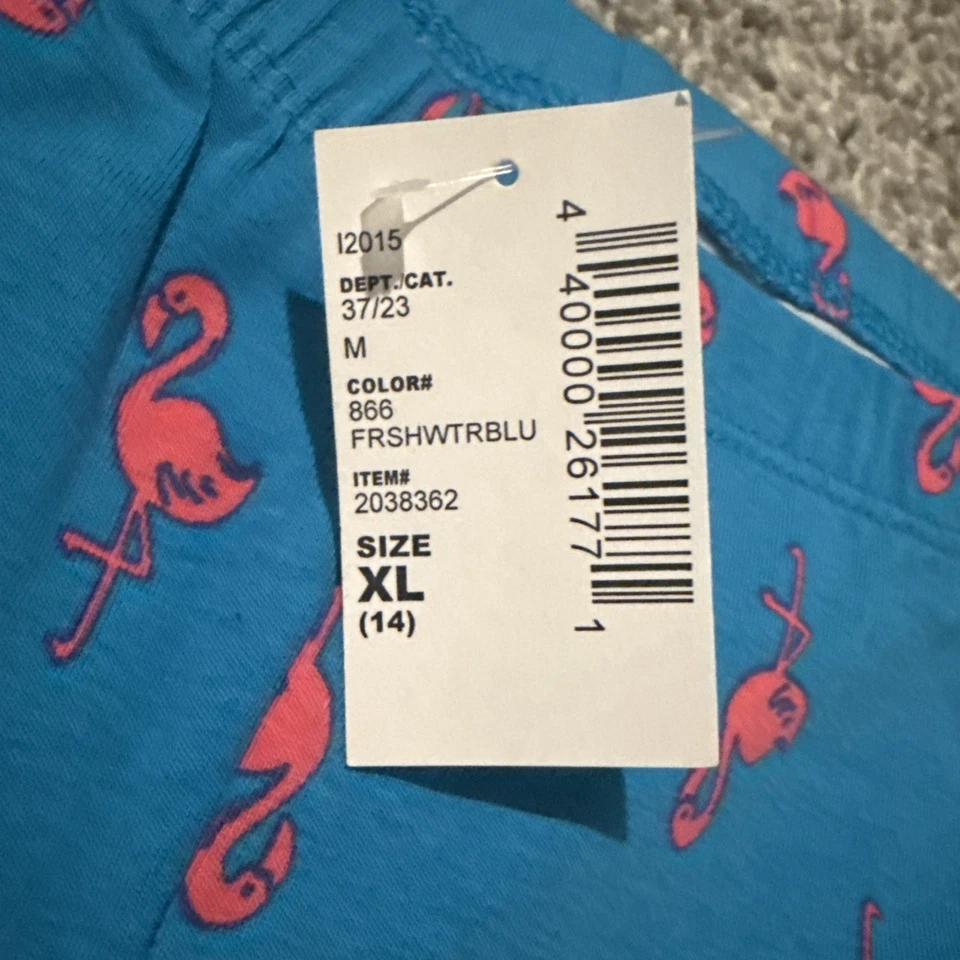 I2015
DEPT./CAT.
37/23
M
COLOR#
866
FRSHWTRBLU
ITEM#
2038362
SIZE
XL
(14)
4 40000 26177 1